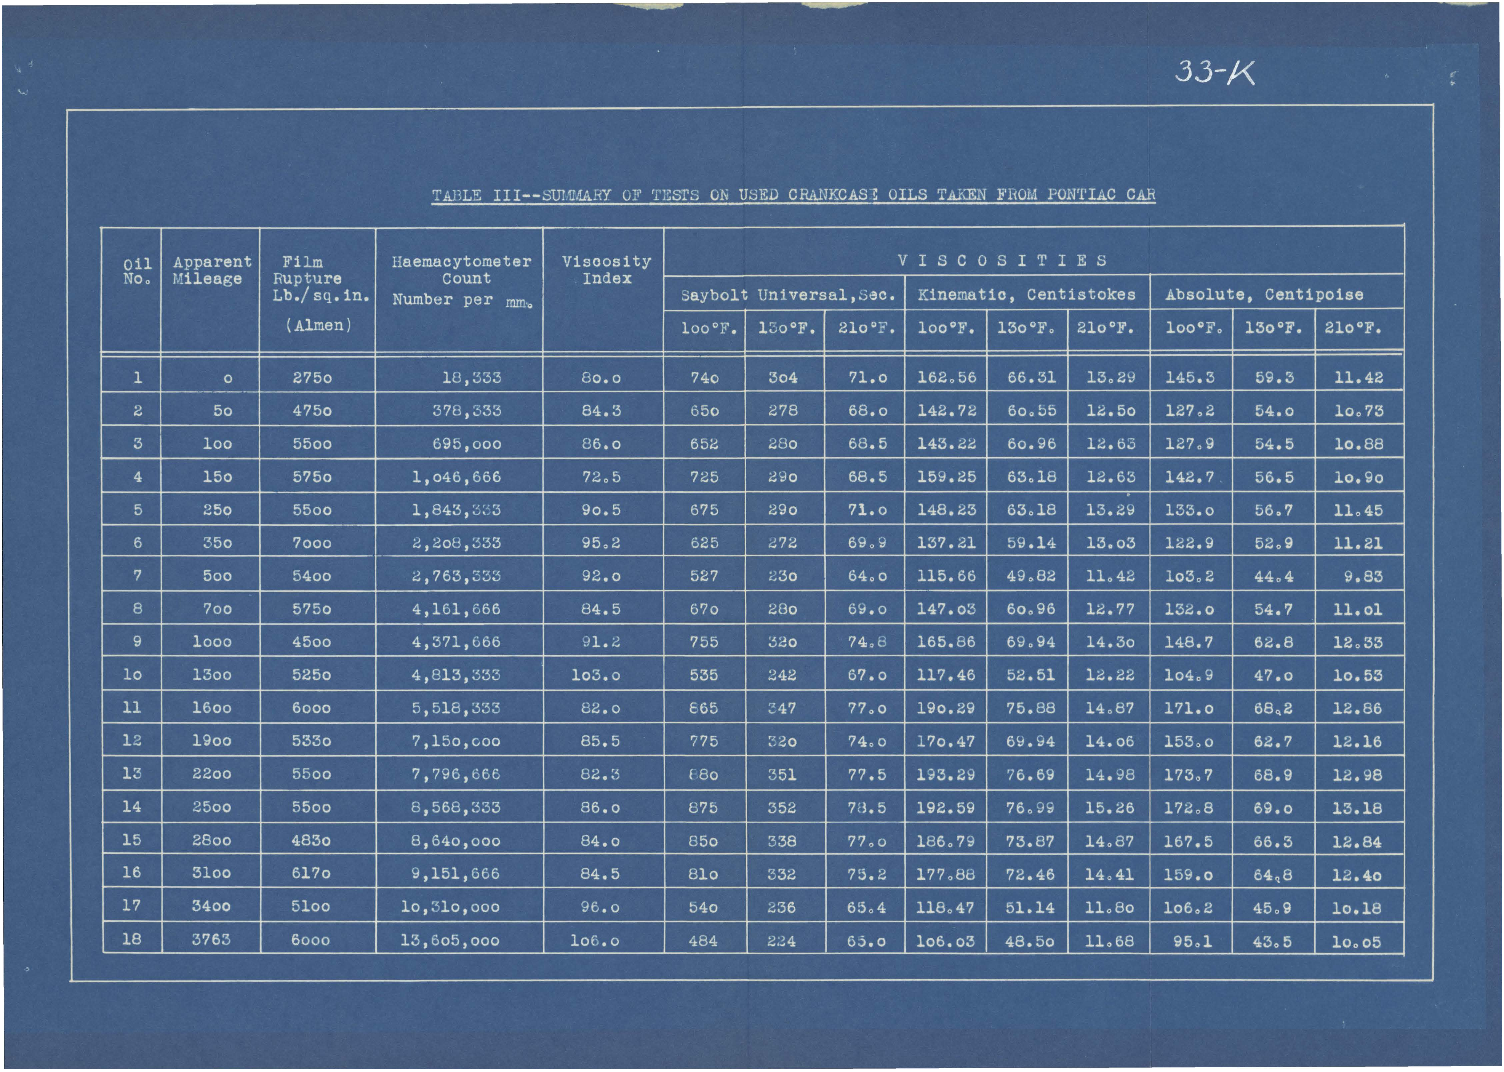 33-K
TABLE III--SUMMARY OF TESTS ON USED CRANKCASE OILS TAKEN FROM PONTIAC CAR
Oil No. Apparent Mileage Film Rupture Lb./sq.in. (Almen) Haemacytometer Count Number per mm. Viscosity Index VISCOSITIES
Saybolt Universal,Sec. Kinematic, Centistokes Absolute, Centipoise
100°F. 130°F. 210°F. 100°F. 130°F. 210°F. 100°F. 130°F. 210°F.
1 0 2750 18,333 80.0 740 304 71.0 162.56 66.31 13.29 145.3 59.3 11.42
2 50 4750 378,333 84.3 650 278 68.0 142.72 60.55 12.50 127.2 54.0 10.73
3 100 5500 695,000 86.0 652 280 68.5 143.22 60.96 12.63 127.9 54.5 10.88
4 150 5750 1,046,666 72.5 725 290 68.5 159.25 63.18 12.63 142.7 56.5 10.90
5 250 5500 1,843,333 90.5 675 290 71.0 148.23 63.18 13.29 133.0 56.7 11.45
6 350 7000 2,208,333 95.2 625 272 69.9 137.21 59.14 13.03 122.9 52.9 11.21
7 500 5400 2,763,333 92.0 527 230 64.0 115.66 49.82 11.42 103.2 44.4 9.83
8 700 5750 4,161,666 84.5 670 280 69.0 147.03 60.96 12.77 132.0 54.7 11.01
9 1000 4500 4,371,666 91.2 755 320 74.8 165.86 69.94 14.30 148.7 62.8 12.33
10 1300 5250 4,813,333 103.0 535 242 67.0 117.46 52.51 12.22 104.9 47.0 10.53
11 1600 6000 5,518,333 82.0 865 347 77.0 190.29 75.88 14.87 171.0 68.2 12.86
12 1900 5330 7,150,000 85.5 775 320 74.0 170.47 69.94 14.06 153.0 62.7 12.16
13 2200 5500 7,796,666 82.3 880 351 77.5 193.29 76.69 14.98 173.7 68.9 12.98
14 2500 5500 8,568,333 86.0 875 352 78.5 192.59 76.99 15.26 172.8 69.0 13.18
15 2800 4830 8,640,000 84.0 850 338 77.0 186.79 73.87 14.87 167.5 66.3 12.84
16 3100 6170 9,151,666 84.5 810 332 75.2 177.88 72.46 14.41 159.0 64.8 12.40
17 3400 5100 10,310,000 96.0 540 236 65.4 118.47 51.14 11.80 106.2 45.9 10.18
18 3763 6000 13,605,000 106.0 484 224 65.0 106.03 48.50 11.68 95.1 43.5 10.05